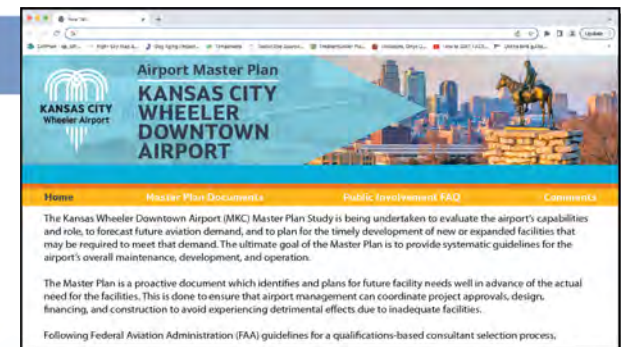 Update
KANSAS CITY
Wheeler Airport
Airport Master Plan
KANSAS CITY
WHEELER
DOWNTOWN
AIRPORT
Home Master Plan Documents Public Involvement FAQ Comments
The Kansas Wheeler Downtown Airport (MKC) Master Plan Study is being undertaken to evaluate the airport's capabilities
and role, to forecast future aviation demand, and to plan for the timely development of new or expanded facilities that
may be required to meet that demand. The ultimate goal of the Master Plan is to provide systematic guidelines for the
airport's overall maintenance, development, and operation.
The Master Plan is a proactive document which identifies and plans for future facility needs well in advance of the actual
need for the facilities. This is done to ensure that airport management can coordinate project approvals, design,
financing, and construction to avoid experiencing detrimental effects due to inadequate facilities.
Following Federal Aviation Administration (FAA) guidelines for a qualifications-based consultant selection process,